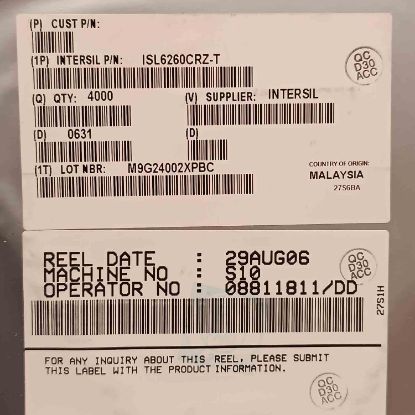 (P) CUST P/N:
(1P) INTERSIL P/N: ISL6260CRZ-T
QC
D30
ACC
(Q) QTY: 4000 (V) SUPPLIER: INTERSIL
(D) 0631 (D)
(1T) LOT NBR: M9G24002XPBC
COUNTRY OF ORIGIN:
MALAYSIA
27S6BA
REEL DATE : 29AUG06
MACHINE NO : S10
OPERATOR NO : 08811811/DD
QC
D30
ACC
27S1H
FOR ANY INQUIRY ABOUT THIS REEL, PLEASE SUBMIT
THIS LABEL WITH THE PRODUCT INFORMATION.
QC
D30
ACC